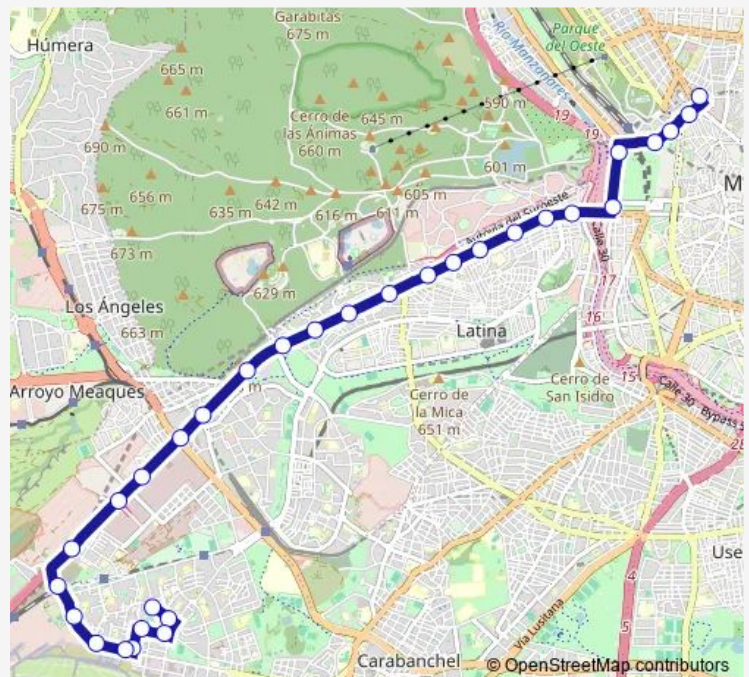 Garabitas
675 m
Húmera
Río Manzanares
Parque
del Oeste
665 m
661 m
645 m
590 m
Cerro de
las Ánimas
660 m
19
19
690 m
601 m
M
656 m
675 m
635 m
642 m
616 m
611 m
605 m
Autovía del Suroeste
673 m
Calle 30
629 m
17
Los Ángeles
663 m
16
Latina
Arroyo Meaques
m
Cerro de
la Mica
651 m
Cerro de
San Isidro
15
Calle 30 Bypass S
Use
4
Vía Lusitana
5
Carabanchel
© OpenStreetMap contributors